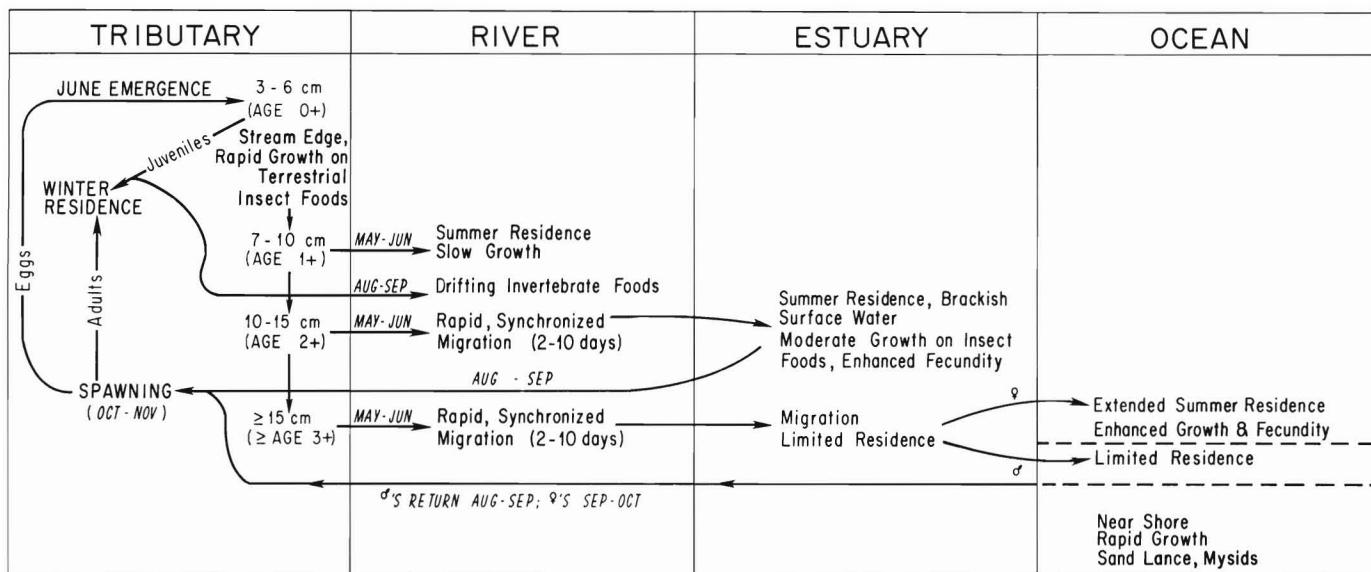 TRIBUTARY
RIVER
ESTUARY
OCEAN
JUNE EMERGENCE
3 - 6 cm
(AGE 0+)
Juveniles
Stream Edge,
Rapid Growth on
Terrestrial
Insect Foods
WINTER
RESIDENCE
Eggs
Adults
7 - 10 cm
(AGE 1+)
MAY-JUN
Summer Residence
Slow Growth
AUG-SEP
Drifting Invertebrate Foods
10-15 cm
(AGE 2+)
MAY-JUN
Rapid, Synchronized
Migration (2-10 days)
Summer Residence, Brackish
Surface Water
Moderate Growth on Insect
Foods, Enhanced Fecundity
AUG - SEP
SPAWNING
(OCT-NOV)
≥ 15 cm
(≥ AGE 3+)
MAY-JUN
Rapid, Synchronized
Migration (2-10 days)
Migration
Limited Residence
♀
Extended Summer Residence
Enhanced Growth & Fecundity
♂
Limited Residence
♂'S RETURN AUG-SEP; ♀'S SEP-OCT
Near Shore
Rapid Growth
Sand Lance, Mysids